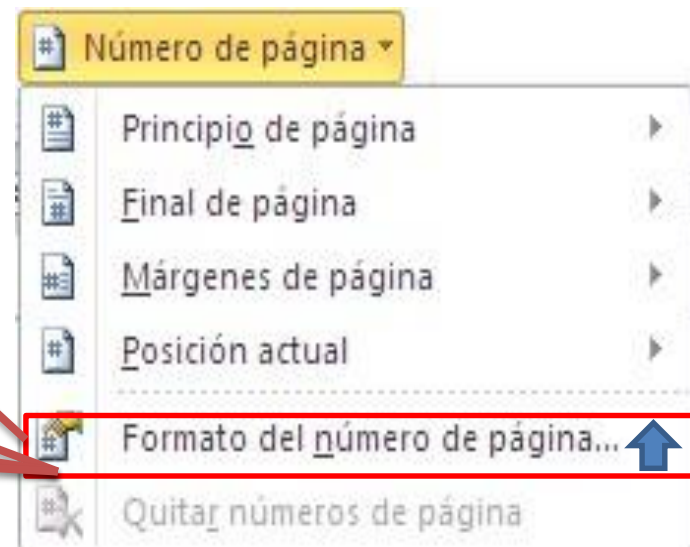 Número de página
Principio de página
Final de página
Márgenes de página
Posición actual
Formato del número de página...
Quitar números de página